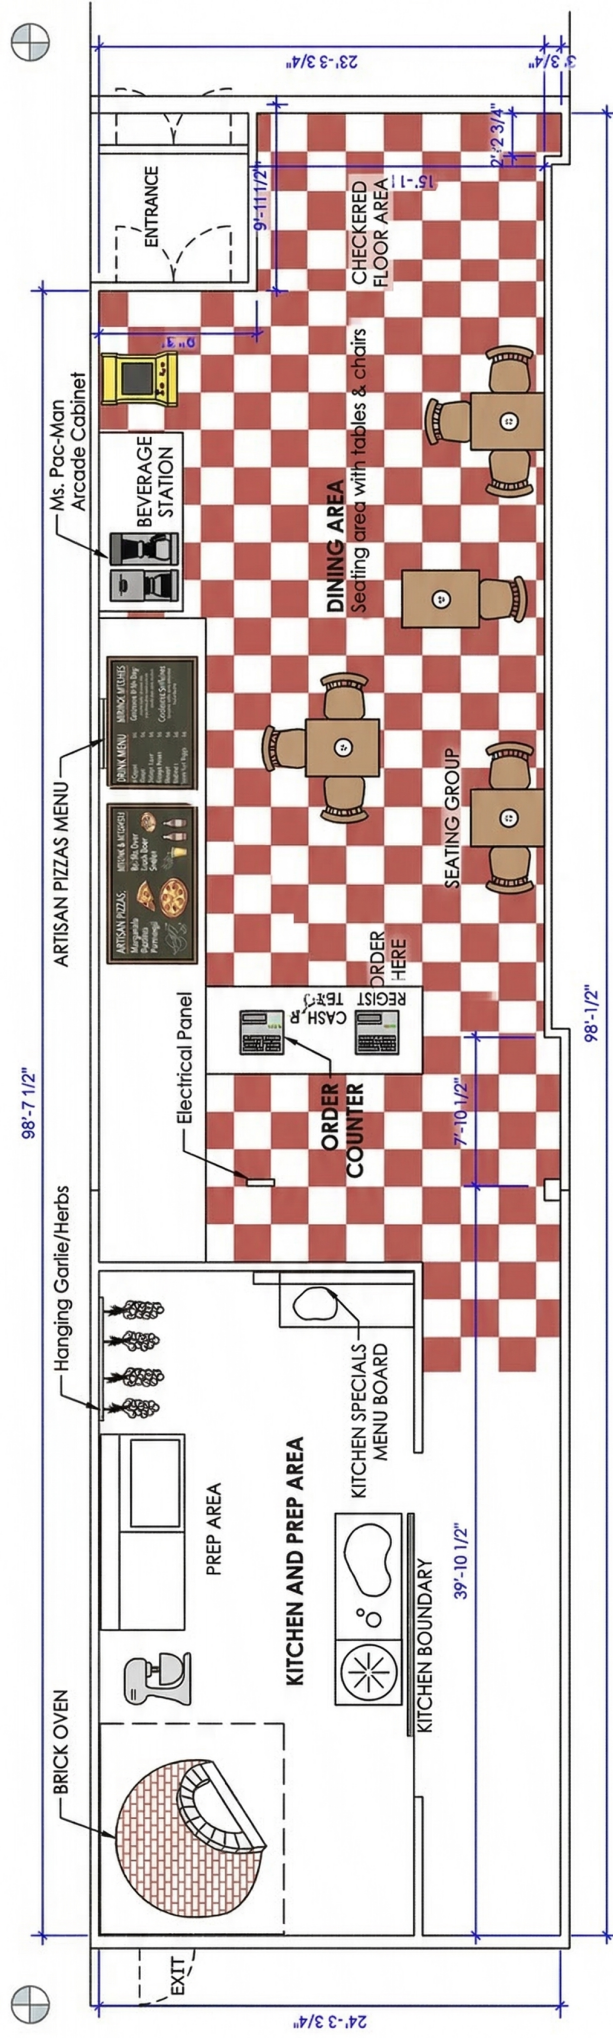 23'-3 3/4"
3' 3/4"
2'-2 3/4"
ENTRANCE
9'-11 1/2"
15'-11
CHECKERED
FLOOR AREA
Ms. Pac-Man
Arcade Cabinet
BEVERAGE
STATION
DINING AREA
Seating area with tables & chairs
ARTISAN PIZZAS MENU
DRINK MENU
ARTISAN PIZZAS,
SEATING GROUP
ORDER
HERE
CASH
REGIST
Electrical Panel
ORDER
COUNTER
98'-7 1/2"
98'-1/2"
7'-10 1/2"
Hanging Garlie/Herbs
KITCHEN SPECIALS
MENU BOARD
PREP AREA
KITCHEN AND PREP AREA
39'-10 1/2"
KITCHEN BOUNDARY
BRICK OVEN
EXIT
24'-3 3/4"